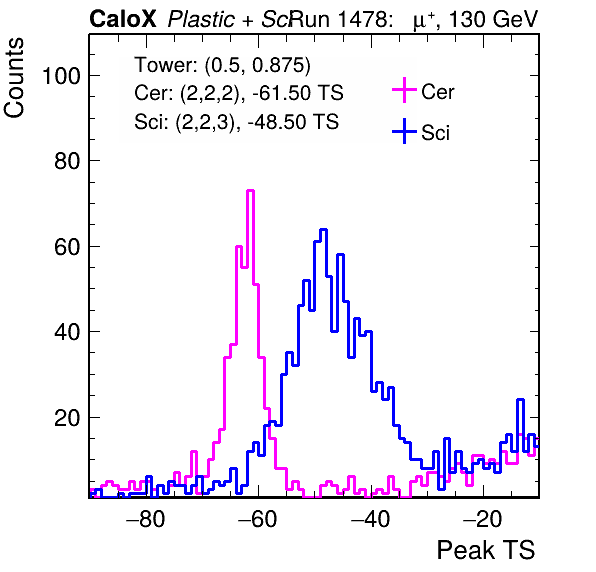 CaloX Plastic + Sci Run 1478: μ⁺, 130 GeV
Counts
Tower: (0.5, 0.875)
Cer: (2,2,2), -61.50 TS
Sci: (2,2,3), -48.50 TS
Cer
Sci
100
80
60
40
20
−80 −60 −40 −20
Peak TS